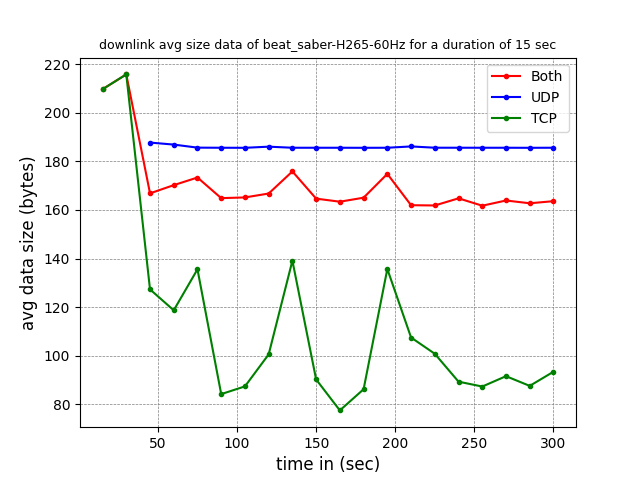 downlink avg size data of beat_saber-H265-60Hz for a duration of 15 sec
220
200
180
160
140
120
100
80
avg data size (bytes)
Both
UDP
TCP
50 100 150 200 250 300
time in (sec)